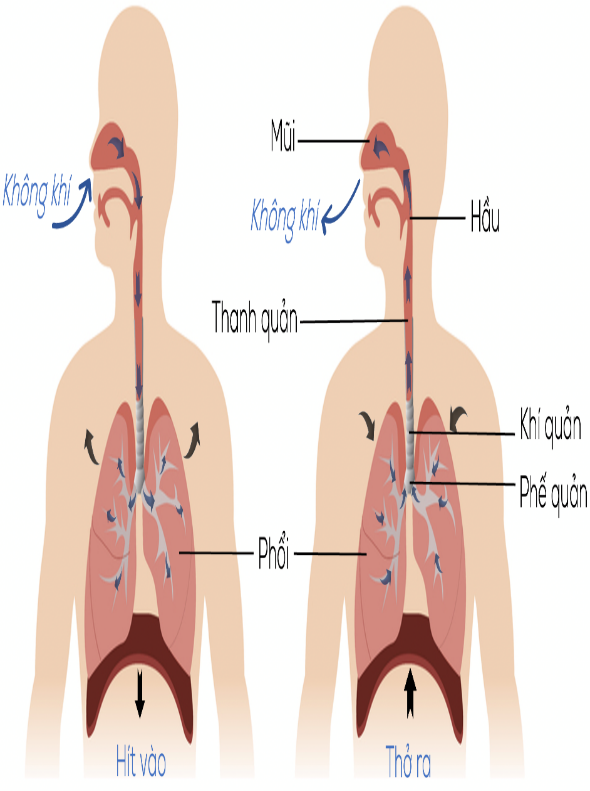 Mũi
Không khí
Không khí
Hầu
Thanh quản
Khí quản
Phế quản
Phổi
Hít vào
Thở ra